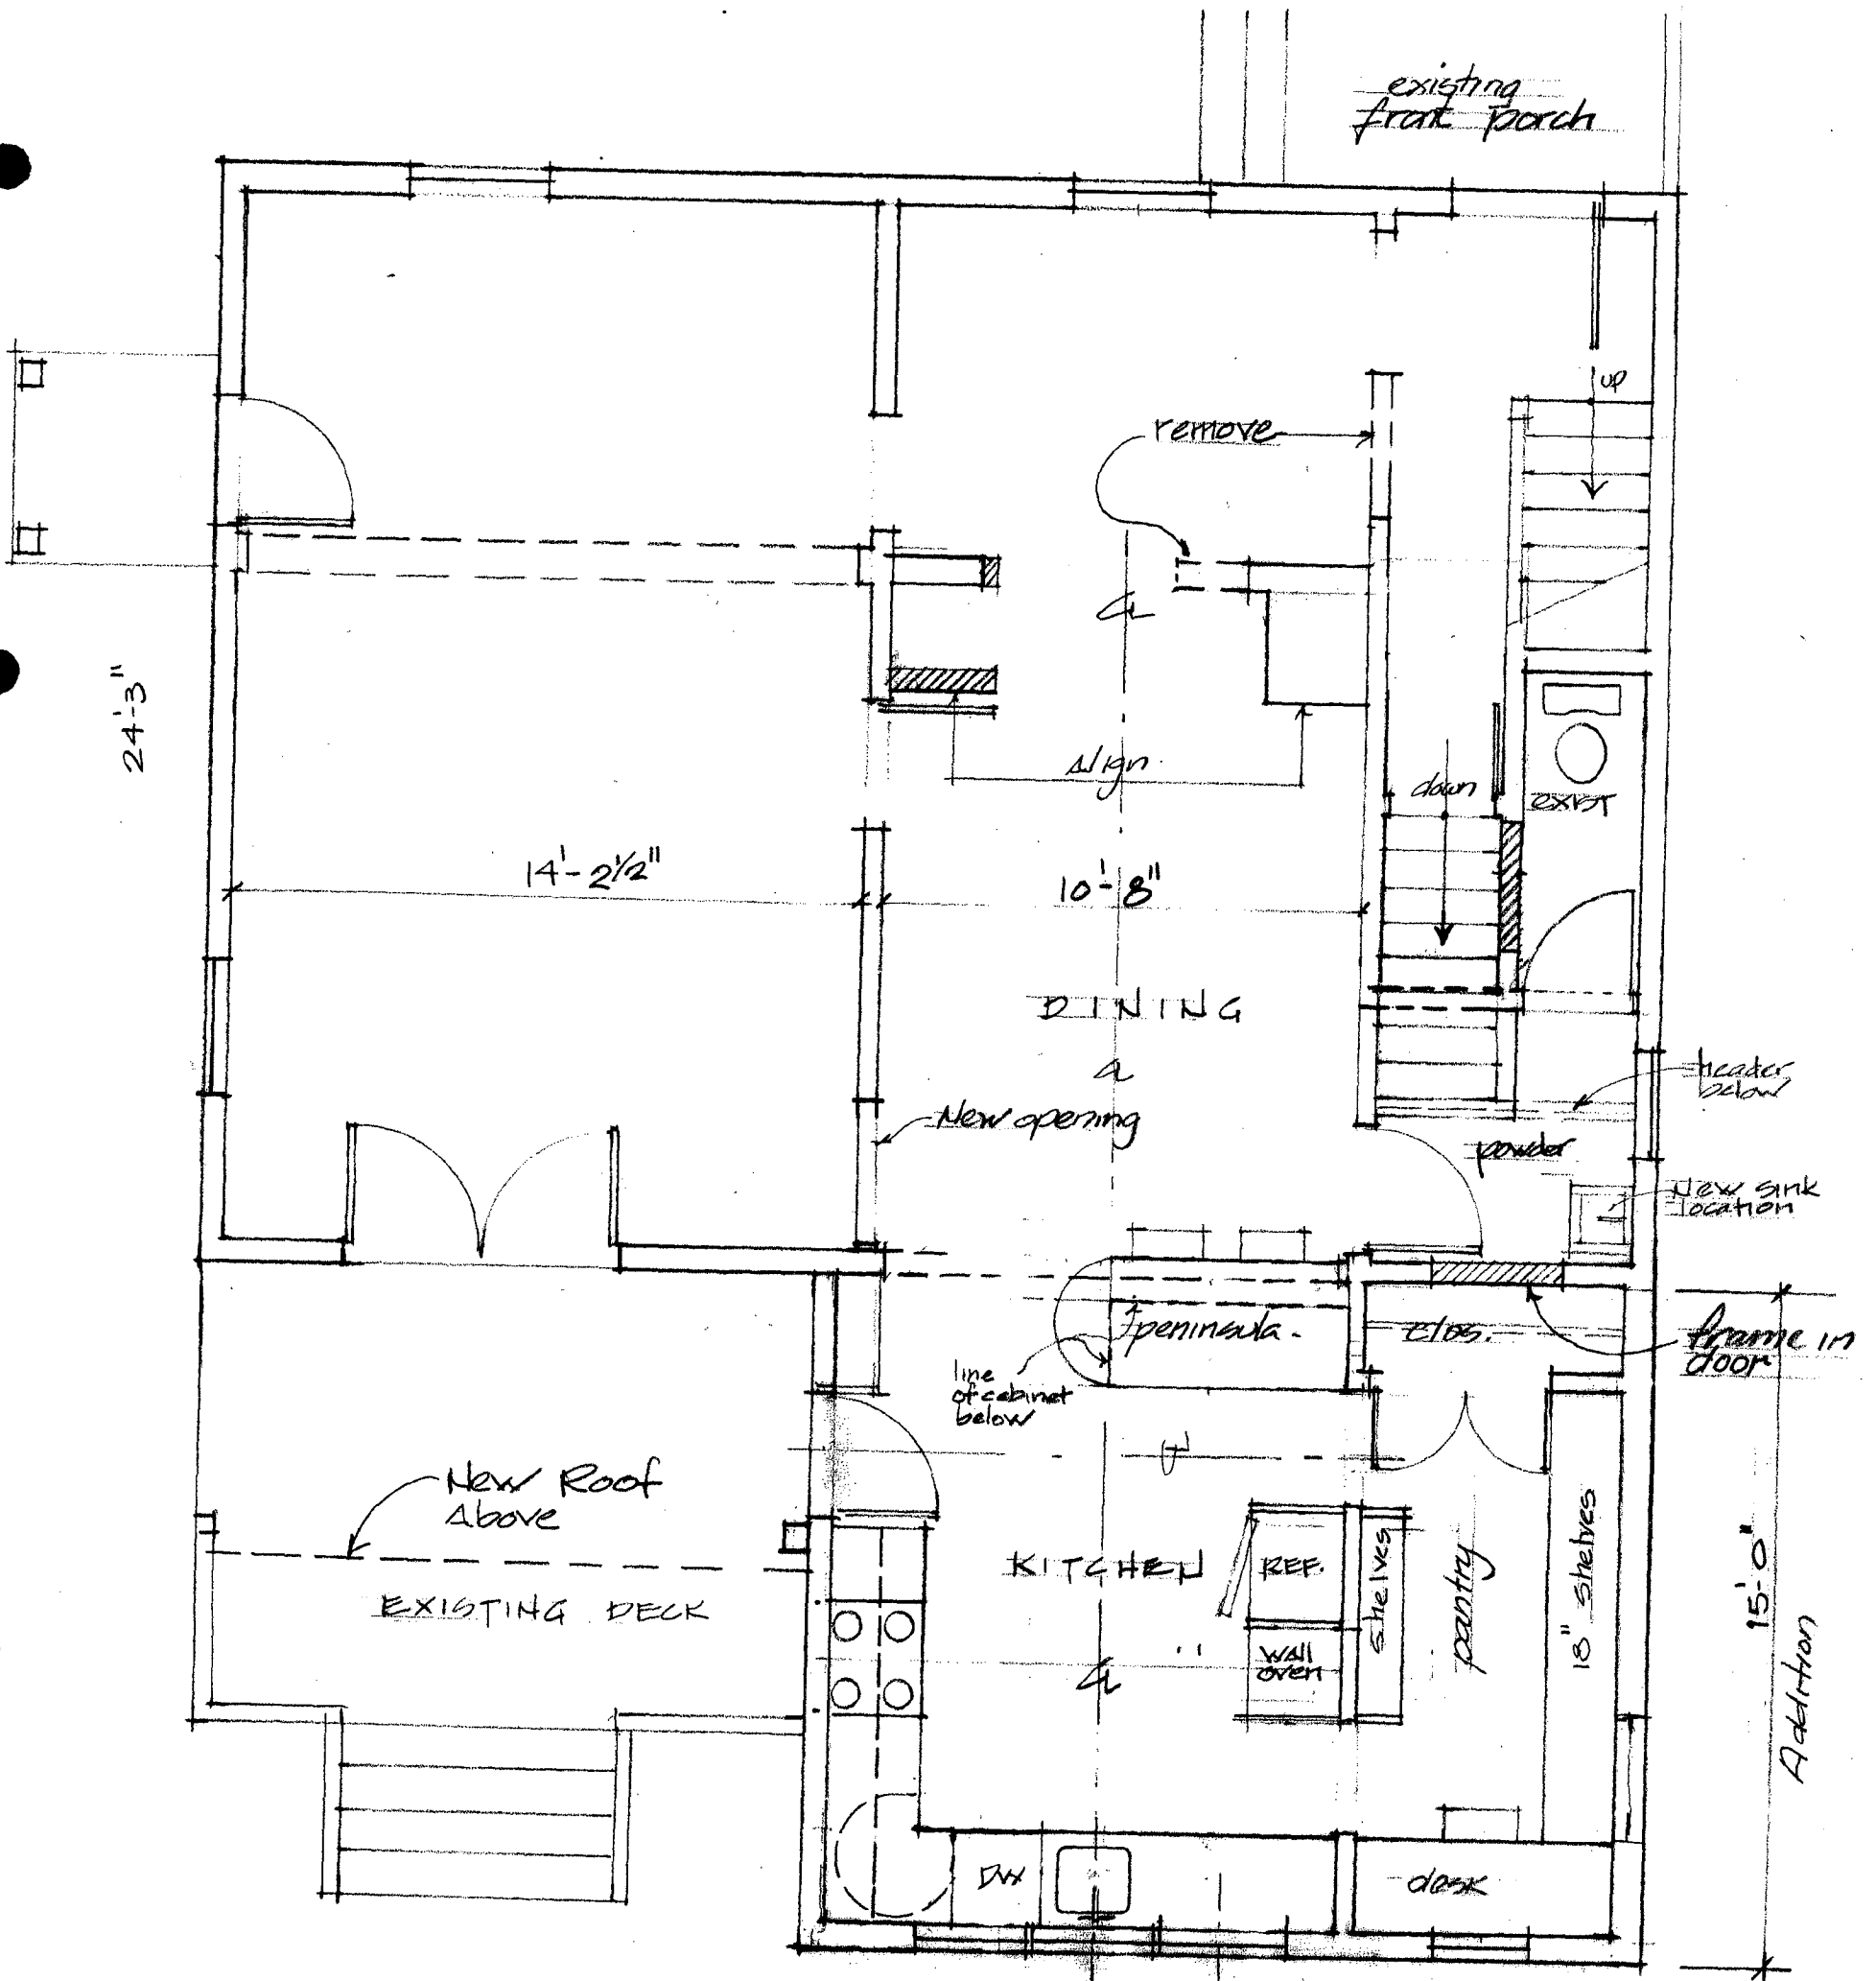 existing
front porch
up
remove
℄
24'-3"
Align
down
EXIST
14'-2½"
10'-8"
DINING
℄
header
below
New opening
powder
New sink
location
peninsula.
clos.
frame in
door
line
of cabinet
below
New Roof
Above
KITCHEN
REF.
shelves
pantry
18" shelves
15'-0"
Addition
EXISTING DECK
wall
oven
℄
DW
desk